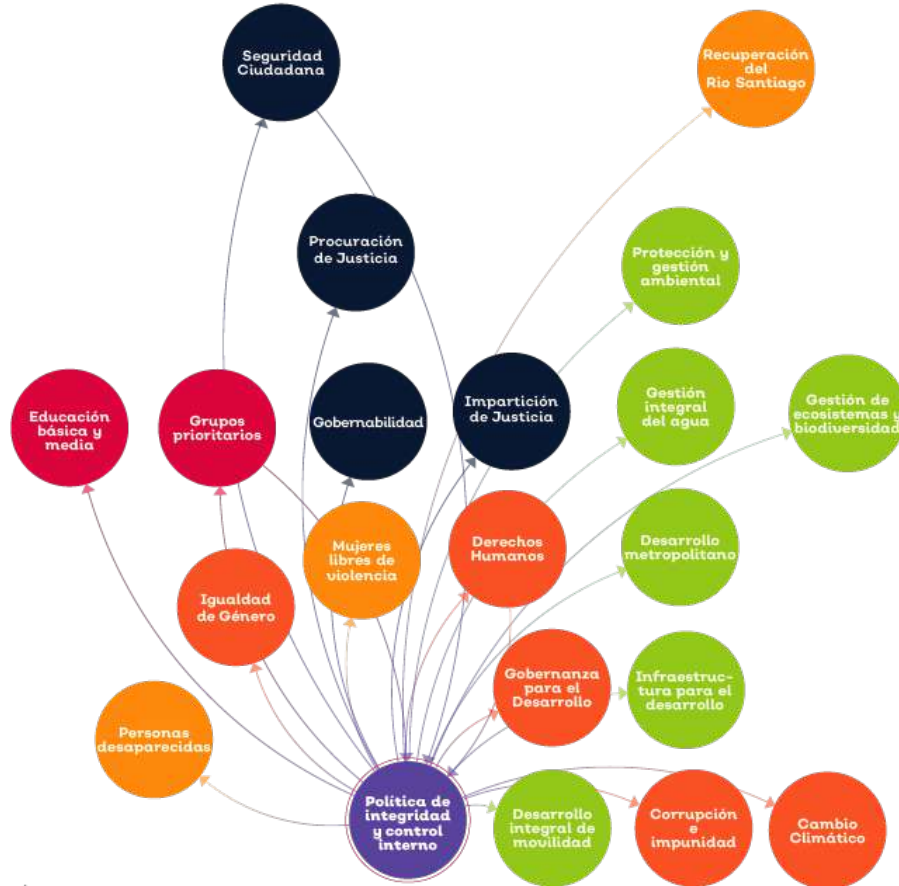 Seguridad
Ciudadana
Recuperación
del
Rio Santiago
Procuración
de Justicia
Protección y
gestión
ambiental
Educación
básica y
media
Grupos
prioritarios
Gobernabilidad
Impartición
de Justicia
Gestión
integral
del agua
Gestión de
ecosistemas y
biodiversidad
Mujeres
libres de
violencia
Derechos
Humanos
Desarrollo
metropolitano
Igualdad
de Género
Gobernanza
para el
Desarrollo
Infraestruc-
tura para el
desarrollo
Personas
desaparecidas
Política de
integridad
y control
interno
Desarrollo
integral de
movilidad
Corrupción
e
impunidad
Cambio
Climático